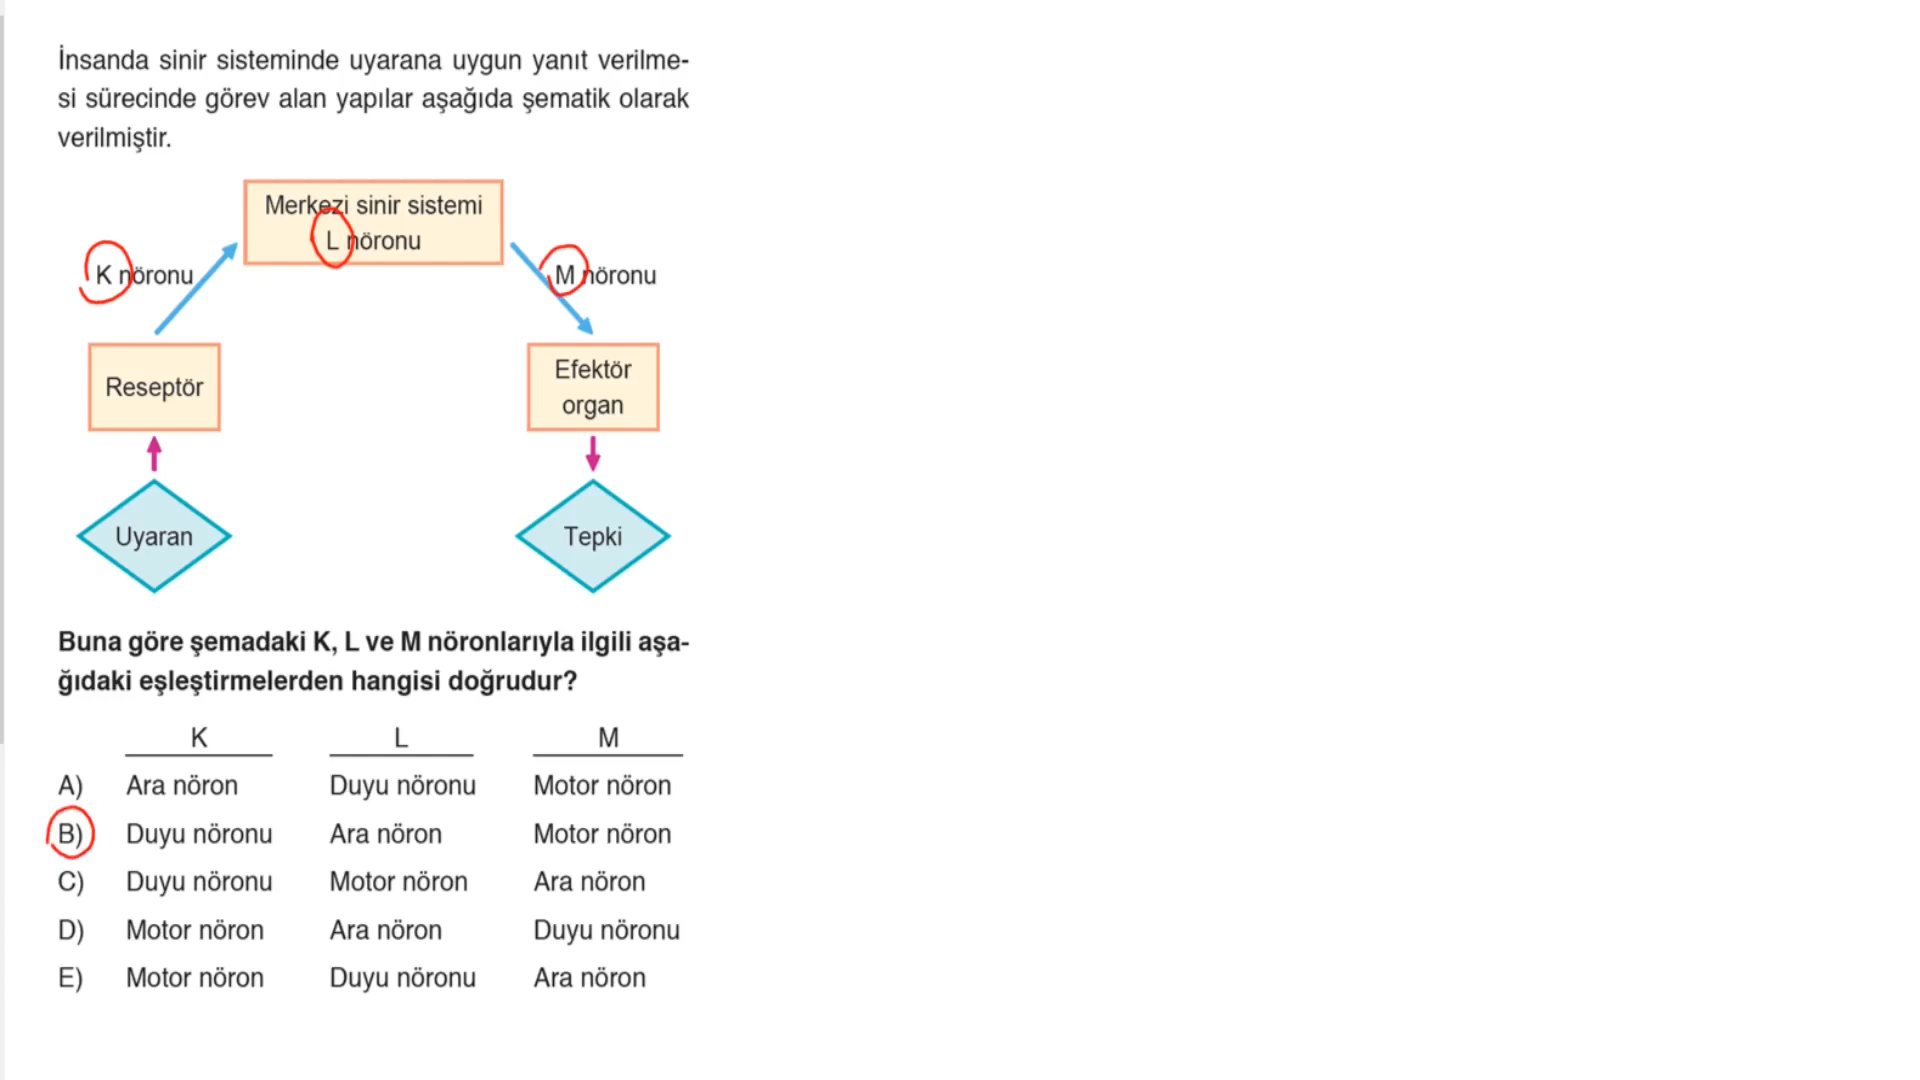 İnsanda sinir sisteminde uyarana uygun yanıt verilme-
si sürecinde görev alan yapılar aşağıda şematik olarak
verilmiştir.
Merkezi sinir sistemi
L nöronu
K nöronu
M nöronu
Reseptör
Efektör
organ
Uyaran
Tepki
Buna göre şemadaki K, L ve M nöronlarıyla ilgili aşa-
ğıdaki eşleştirmelerden hangisi doğrudur?
K L M
A) Ara nöron Duyu nöronu Motor nöron
B) Duyu nöronu Ara nöron Motor nöron
C) Duyu nöronu Motor nöron Ara nöron
D) Motor nöron Ara nöron Duyu nöronu
E) Motor nöron Duyu nöronu Ara nöron